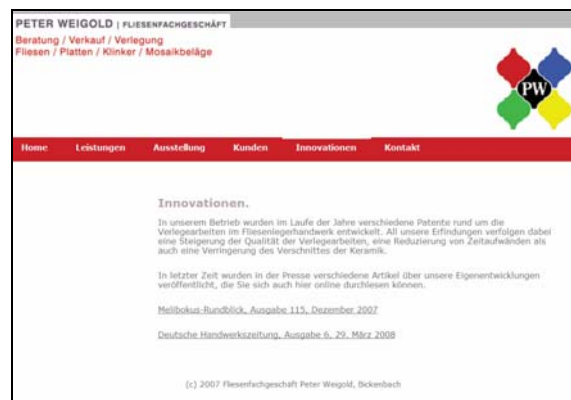 PETER WEIGOLD | FLIESENFACHGESCHÄFT
Beratung / Verkauf / Verlegung
Fliesen / Platten / Klinker / Mosaikbeläge
PW
Home Leistungen Ausstellung Kunden Innovationen Kontakt
Innovationen.
In unserem Betrieb wurden im Laufe der Jahre verschiedene Patente rund um die
Verlegearbeiten im Fliesenlegerhandwerk entwickelt. All unsere Erfindungen verfolgen dabei
eine Steigerung der Qualität der Verlegearbeiten, eine Reduzierung von Zeitaufwänden als
auch eine Verringerung des Verschnittes der Keramik.
In letzter Zeit wurden in der Presse verschiedene Artikel über unsere Eigenentwicklungen
veröffentlicht, die Sie sich auch hier online durchlesen können.
Melibokus-Rundblick, Ausgabe 115, Dezember 2007
Deutsche Handwerkszeitung, Ausgabe 6, 29. März 2008
(c) 2007 Fliesenfachgeschäft Peter Weigold, Bickenbach